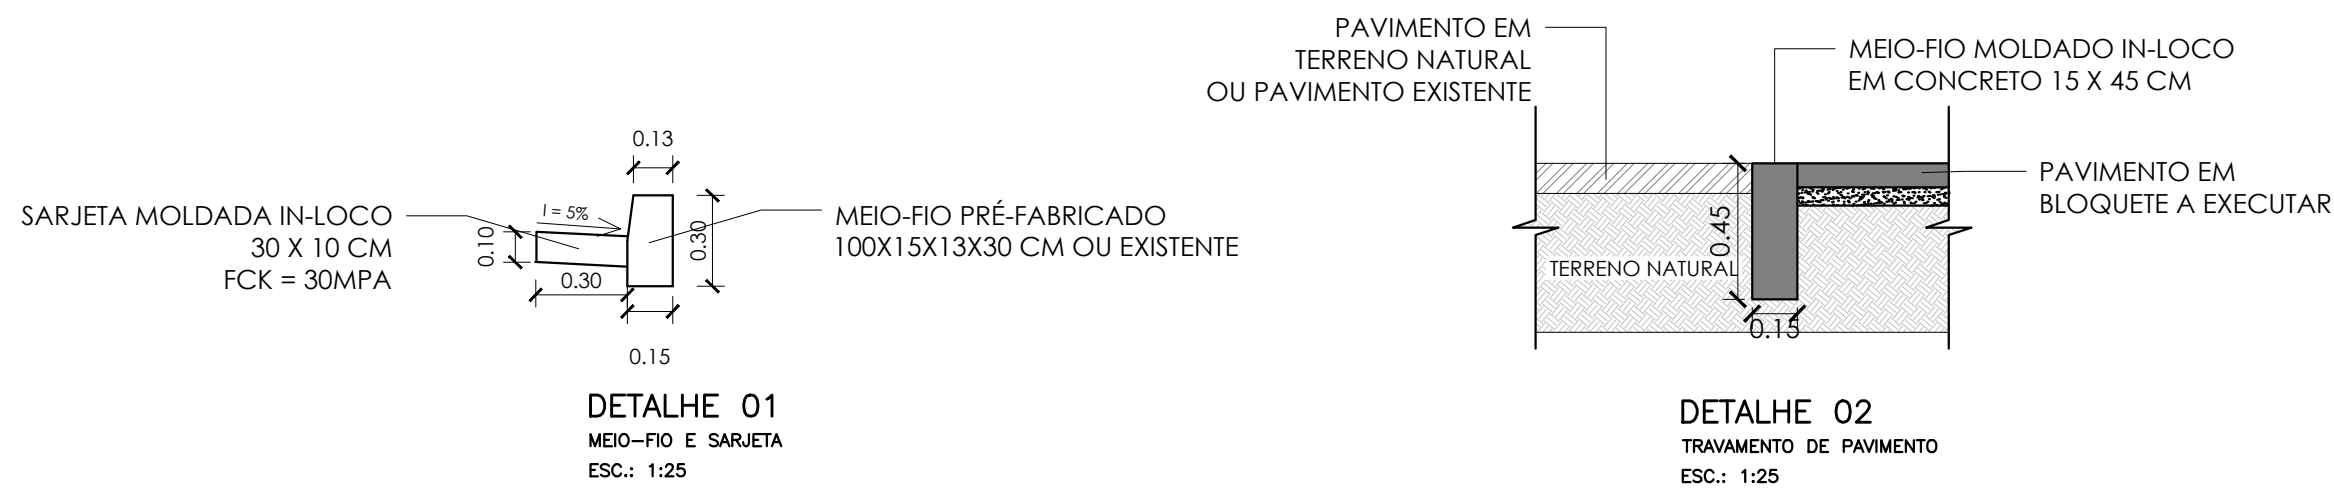 0.13
SARJETA MOLDADA IN-LOCO
30 X 10 CM
FCK = 30MPA
I = 5%
0.10
0.30
0.30
0.15
MEIO-FIO PRÉ-FABRICADO
100X15X13X30 CM OU EXISTENTE
DETALHE 01
MEIO-FIO E SARJETA
ESC.: 1:25
PAVIMENTO EM
TERRENO NATURAL
OU PAVIMENTO EXISTENTE
MEIO-FIO MOLDADO IN-LOCO
EM CONCRETO 15 X 45 CM
PAVIMENTO EM
BLOQUETE A EXECUTAR
0.45
TERRENO NATURAL
0.15
DETALHE 02
TRAVAMENTO DE PAVIMENTO
ESC.: 1:25